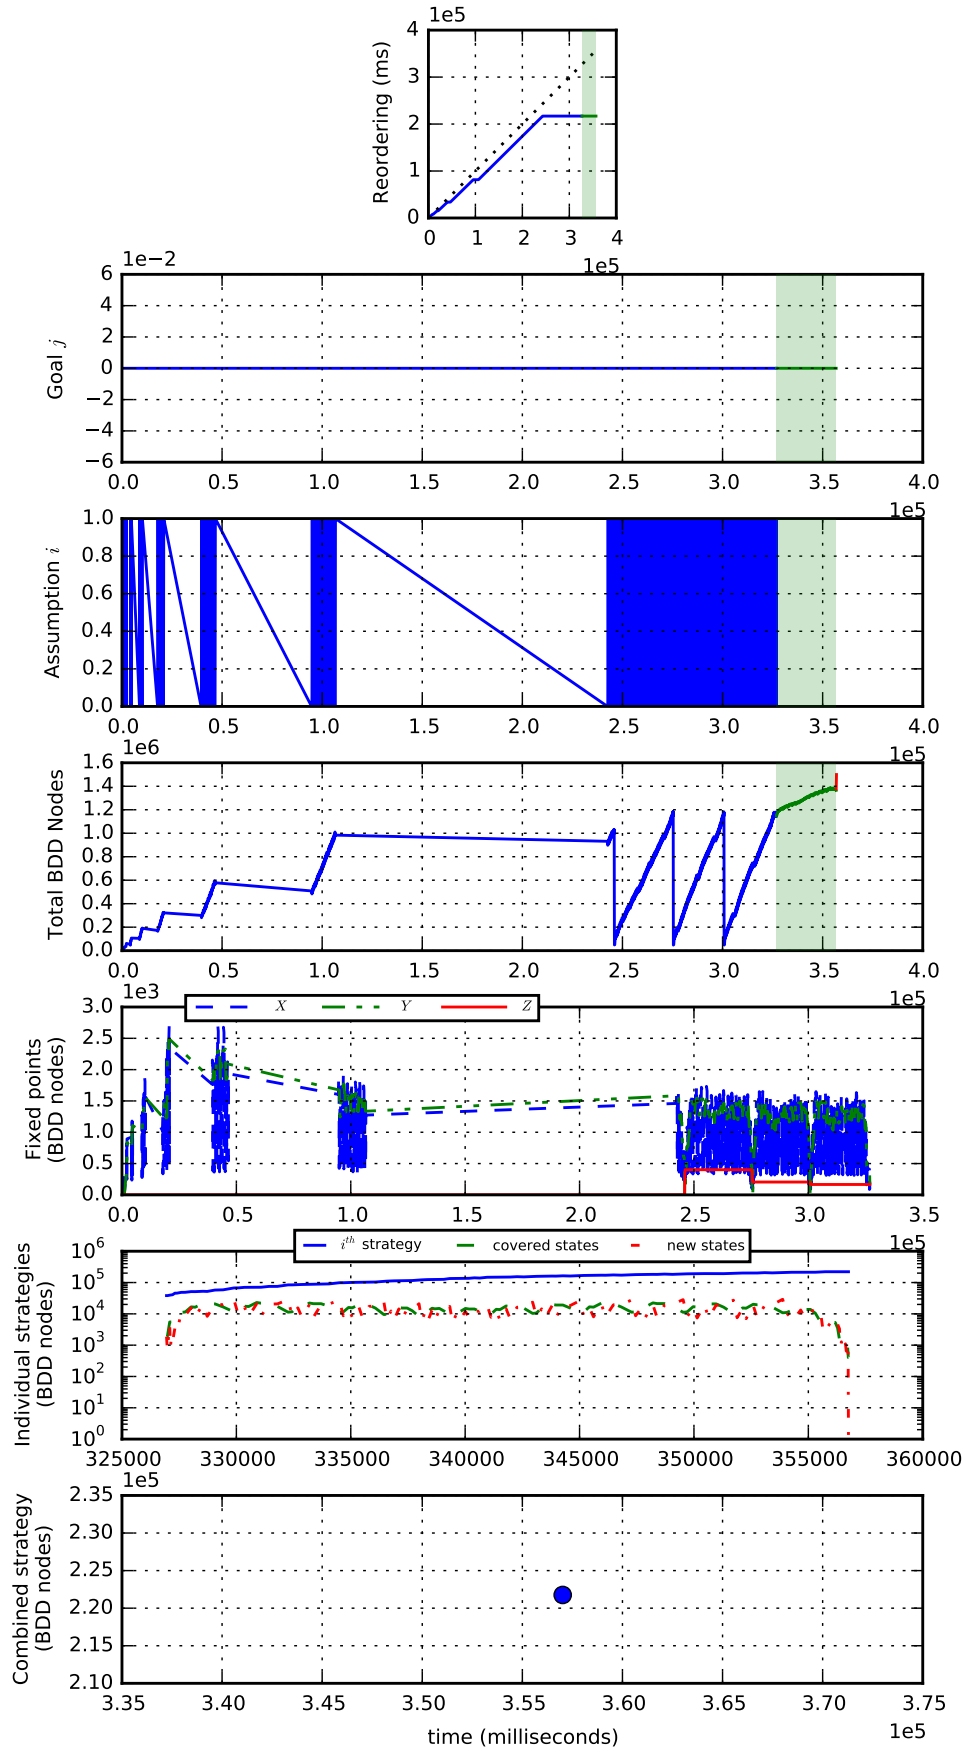 1e5
4
3
2
1
0
Reordering (ms)
0 1 2 3 4
1e5
1e−2
6
4
2
0
−2
−4
−6
Goal j
0.0 0.5 1.0 1.5 2.0 2.5 3.0 3.5 4.0
1e5
1.0
0.8
0.6
0.4
0.2
0.0
Assumption i
0.0 0.5 1.0 1.5 2.0 2.5 3.0 3.5 4.0
1e5
1e6
1.6
1.4
1.2
1.0
0.8
0.6
0.4
0.2
0.0
Total BDD Nodes
0.0 0.5 1.0 1.5 2.0 2.5 3.0 3.5 4.0
1e5
1e3
X Y Z
3.0
2.5
2.0
1.5
1.0
0.5
0.0
Fixed points
(BDD nodes)
0.0 0.5 1.0 1.5 2.0 2.5 3.0 3.5
1e5
i^th strategy covered states new states
10^6
10^5
10^4
10^3
10^2
10^1
10^0
Individual strategies
(BDD nodes)
325000 330000 335000 340000 345000 350000 355000 360000
1e5
2.35
2.30
2.25
2.20
2.15
2.10
Combined strategy
(BDD nodes)
3.35 3.40 3.45 3.50 3.55 3.60 3.65 3.70 3.75
time (milliseconds)
1e5